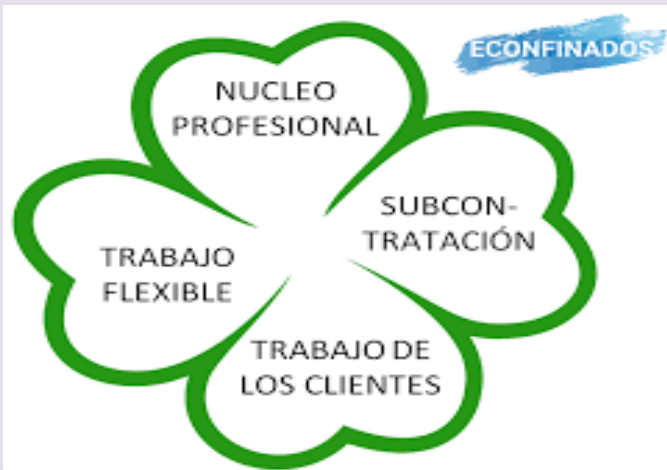 ECONFINADOS
NUCLEO
PROFESIONAL
SUBCON-
TRATACIÓN
TRABAJO
FLEXIBLE
TRABAJO DE
LOS CLIENTES